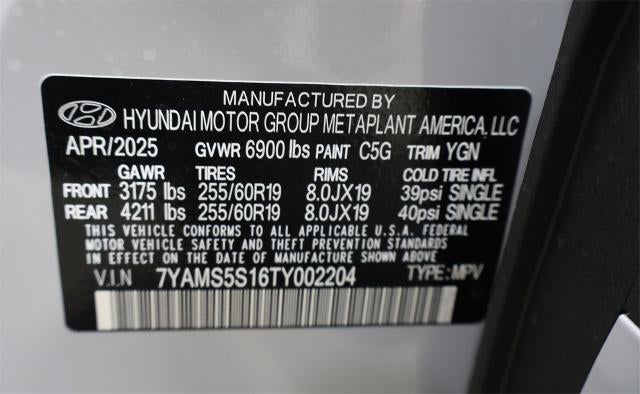 MANUFACTURED BY
HYUNDAI MOTOR GROUP METAPLANT AMERICA, LLC
APR/2025 GVWR 6900 lbs PAINT C5G TRIM YGN
GAWR TIRES RIMS COLD TIRE INFL
FRONT 3175 lbs 255/60R19 8.0JX19 39psi SINGLE
REAR 4211 lbs 255/60R19 8.0JX19 40psi SINGLE
THIS VEHICLE CONFORMS TO ALL APPLICABLE U.S.A. FEDERAL
MOTOR VEHICLE SAFETY AND THEFT PREVENTION STANDARDS
IN EFFECT ON THE DATE OF MANUFACTURE SHOWN ABOVE
V.I.N 7YAMS5S16TY002204 TYPE:MPV